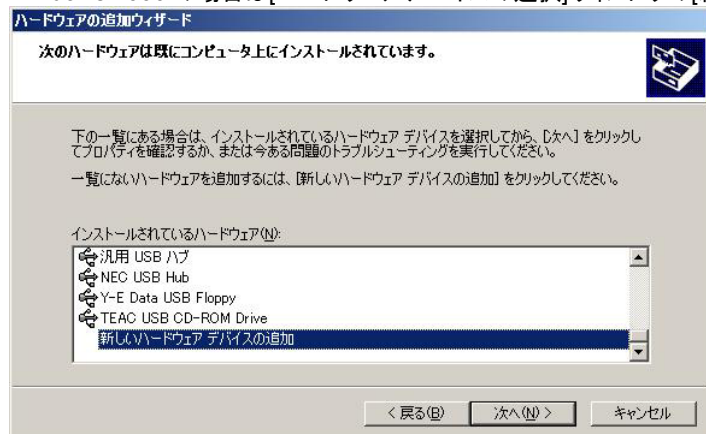 ハードウェアの追加ウィザード
次のハードウェアは既にコンピュータ上にインストールされています。
下の一覧にある場合は、インストールされているハードウェア デバイスを選択してから、[次へ] をクリックし
てプロパティを確認するか、または今ある問題のトラブルシューティングを実行してください。
一覧にないハードウェアを追加するには、[新しいハードウェア デバイスの追加] をクリックしてください。
インストールされているハードウェア(N):
汎用 USB ハブ
NEC USB Hub
Y-E Data USB Floppy
TEAC USB CD-ROM Drive
新しいハードウェア デバイスの追加
< 戻る(B) 次へ(N) > キャンセル